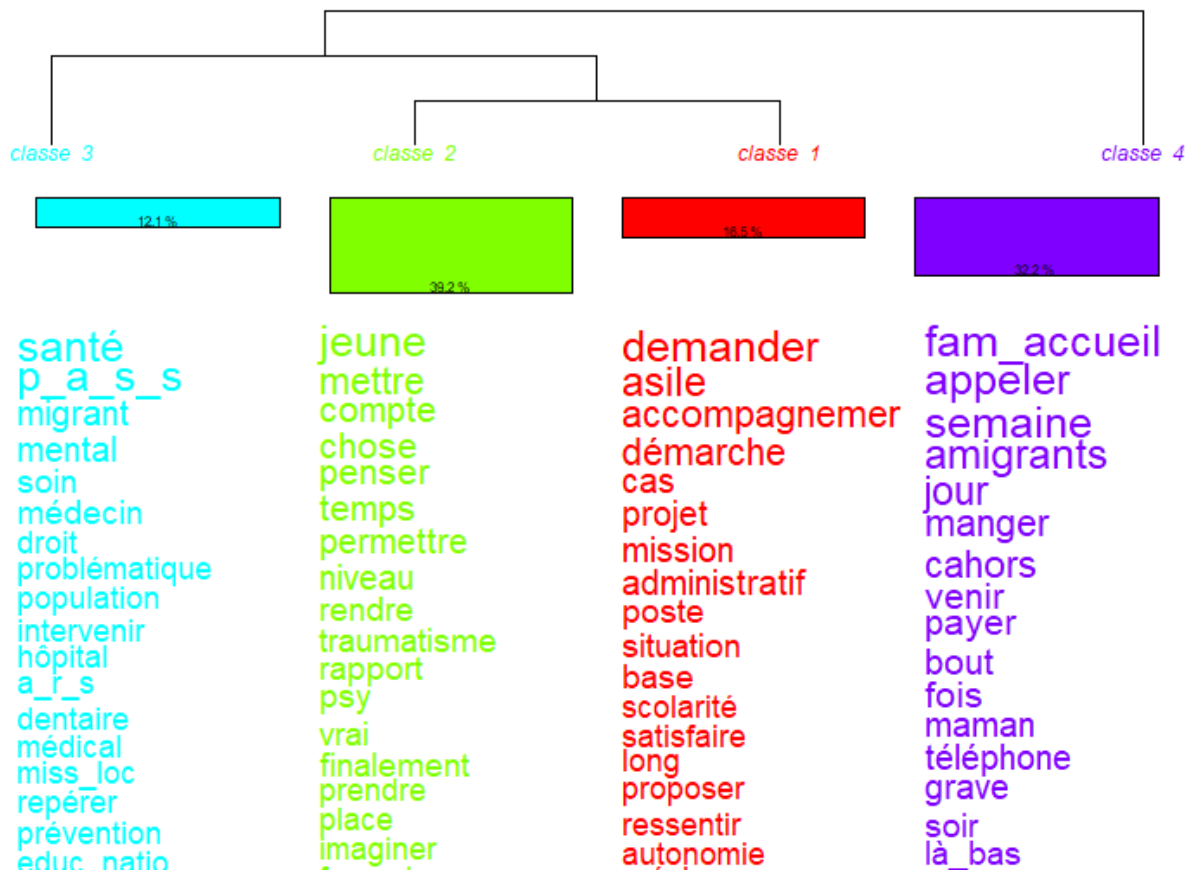 classe 3
classe 2
classe 1
classe 4
12.1 %
39.2 %
16.5 %
32.2 %
santé
p_a_s_s
migrant
mental
soin
médecin
droit
problématique
population
intervenir
hôpital
a_r_s
dentaire
médical
miss_loc
repérer
prévention
educ_natio
jeune
mettre
compte
chose
penser
temps
permettre
niveau
rendre
traumatisme
rapport
psy
vrai
finalement
prendre
place
imaginer
demander
asile
accompagnemer
démarche
cas
projet
mission
administratif
poste
situation
base
scolarité
satisfaire
long
proposer
ressentir
autonomie
fam_accueil
appeler
semaine
amigrants
jour
manger
cahors
venir
payer
bout
fois
maman
téléphone
grave
soir
là_bas